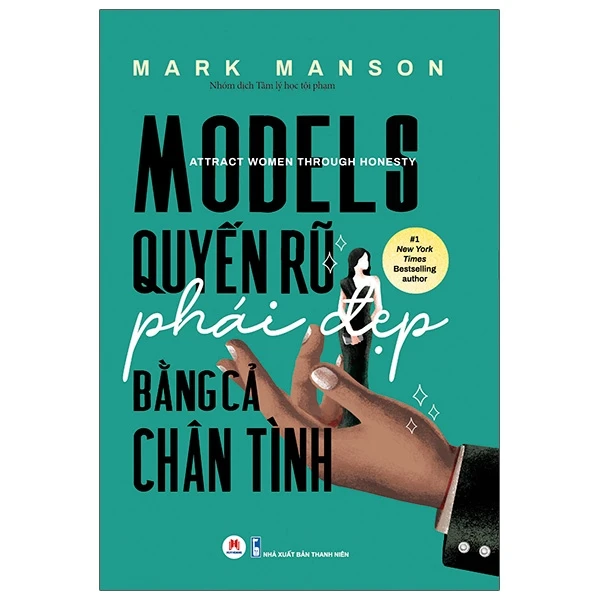 MARK MANSON
Nhóm dịch Tâm lý học tội phạm
MODELS
ATTRACT WOMEN THROUGH HONESTY
QUYẾN RŨ
phái đẹp
BẰNG CẢ
CHÂN TÌNH
#1
New York
Times
Bestselling
author
NHÀ XUẤT BẢN THANH NIÊN